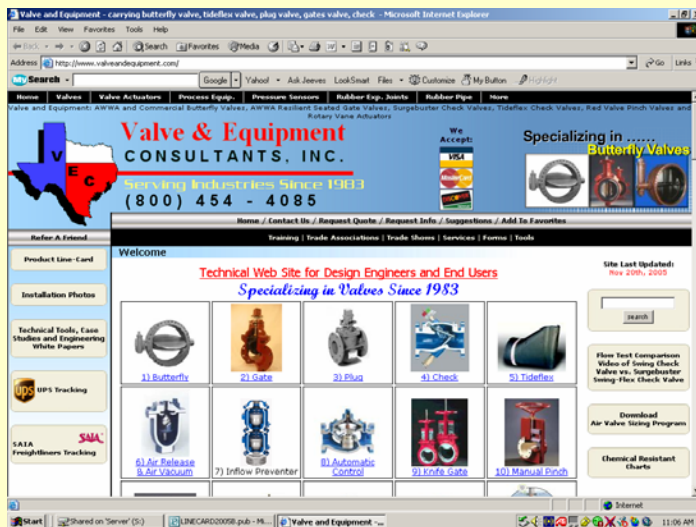 Valve and Equipment - carrying butterfly valve, tideflex valve, plug valve, gates valve, check - Microsoft Internet Explorer
File Edit View Favorites Tools Help
Back Search Favorites Media
Address http://www.valveandequipment.com/ Go Links
My Search Google Yahoo Ask Jeeves LookSmart Files Customize My Button Highlight
Home Valves Valve Actuators Process Equip. Pressure Sensors Rubber Exp. Joints Rubber Pipe More
Valve and Equipment: AWWA and Commercial Butterfly Valves, AWWA Resilient Seated Gate Valves, Surgebuster Check Valves, Tideflex Check Valves, Red Valve Pinch Valves and
Rotary Vane Actuators
VEC
Valve & Equipment
CONSULTANTS, INC.
Serving Industries Since 1983
(800) 454 - 4085
We
Accept:
VISA
MasterCard
DISCOVER
Specializing in ......
Butterfly Valves
Home / Contact Us / Request Quote / Request Info / Suggestions / Add To Favorites
Training | Trade Associations | Trade Shows | Services | Forms | Tools
Refer A Friend
Product Line-Card
Installation Photos
Technical Tools, Case
Studies and Engineering
White Papers
ups UPS Tracking
SAIA SAIA
Freightliners Tracking
Welcome
Technical Web Site for Design Engineers and End Users
Specializing in Valves Since 1983
1) Butterfly
2) Gate
3) Plug
4) Check
5) Tideflex
6) Air Release
& Air Vacuum
7) Inflow Preventer
8) Automatic
Control
9) Knife Gate
10) Manual Pinch
Site Last Updated:
Nov 20th, 2005
search
Flow Test Comparison
Video of Swing Check
Valve vs. Surgebuster
Swing-Flex Check Valve
Download
Air Valve Sizing Program
Chemical Resistant
Charts
Internet
Start Shared on 'Server' (S:) LINECARD2005B.pub - Mi... Valve and Equipment -... 11:06 AM